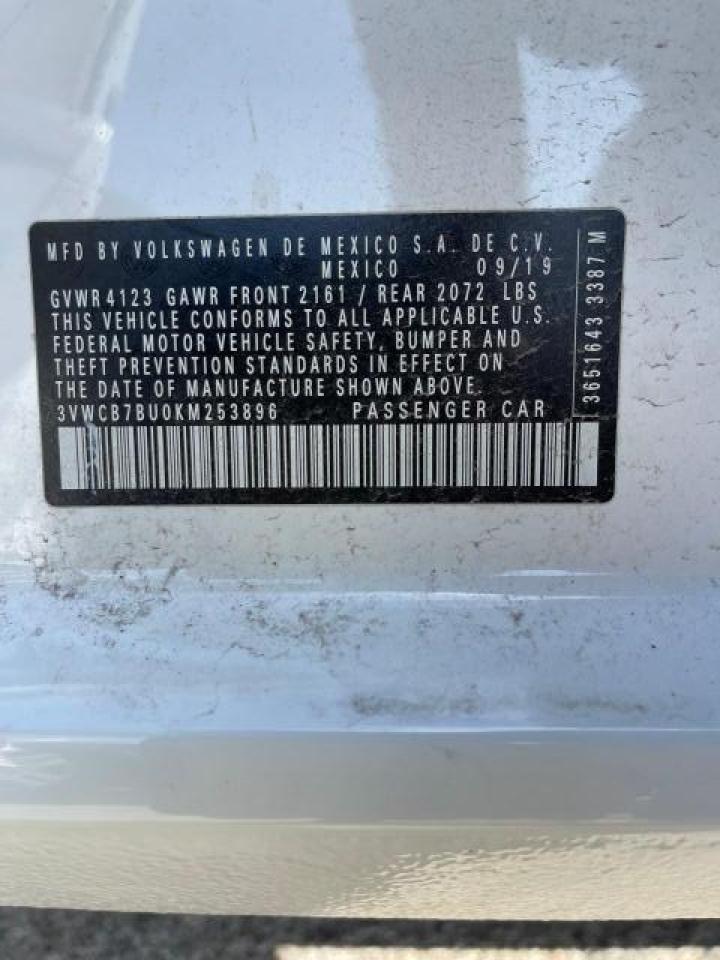 MFD BY VOLKSWAGEN DE MEXICO S.A. DE C.V.
MEXICO 09/19
GVWR 4123 GAWR FRONT 2161 / REAR 2072 LBS
THIS VEHICLE CONFORMS TO ALL APPLICABLE U.S.
FEDERAL MOTOR VEHICLE SAFETY, BUMPER AND
THEFT PREVENTION STANDARDS IN EFFECT ON
THE DATE OF MANUFACTURE SHOWN ABOVE.
3VWCB7BU0KM253896 PASSENGER CAR
3651643 3387 M